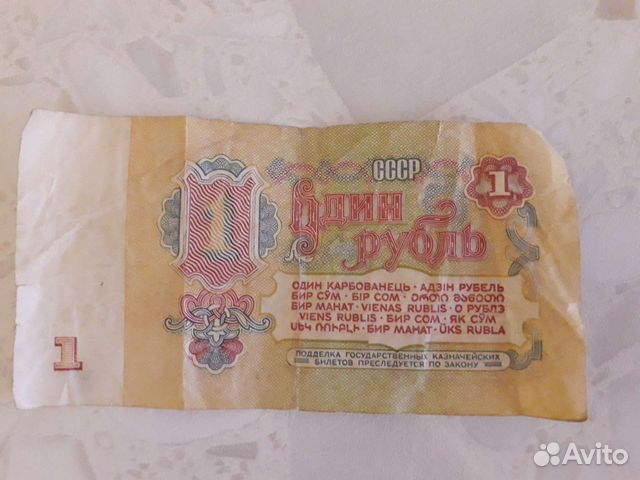 СССР
1
1
Один
рубль
ОДИН КАРБОВАНЕЦЬ · АДЗІН РУБЕЛЬ
БИР СЎМ · БІР СОМ · ᲔᲠᲗᲘ ᲛᲐᲜᲔᲗᲘ
БИР МАНАТ · VIENAS RUBLIS · О РУБЛЭ
VIENS RUBLIS · БИР СОМ · ЯК СЎМ
ՄԵԿ ՌՈՒԲԼԻ · БИР МАНАТ · ÜKS RUBLA
ПОДДЕЛКА ГОСУДАРСТВЕННЫХ КАЗНАЧЕЙСКИХ
БИЛЕТОВ ПРЕСЛЕДУЕТСЯ ПО ЗАКОНУ
1
Avito